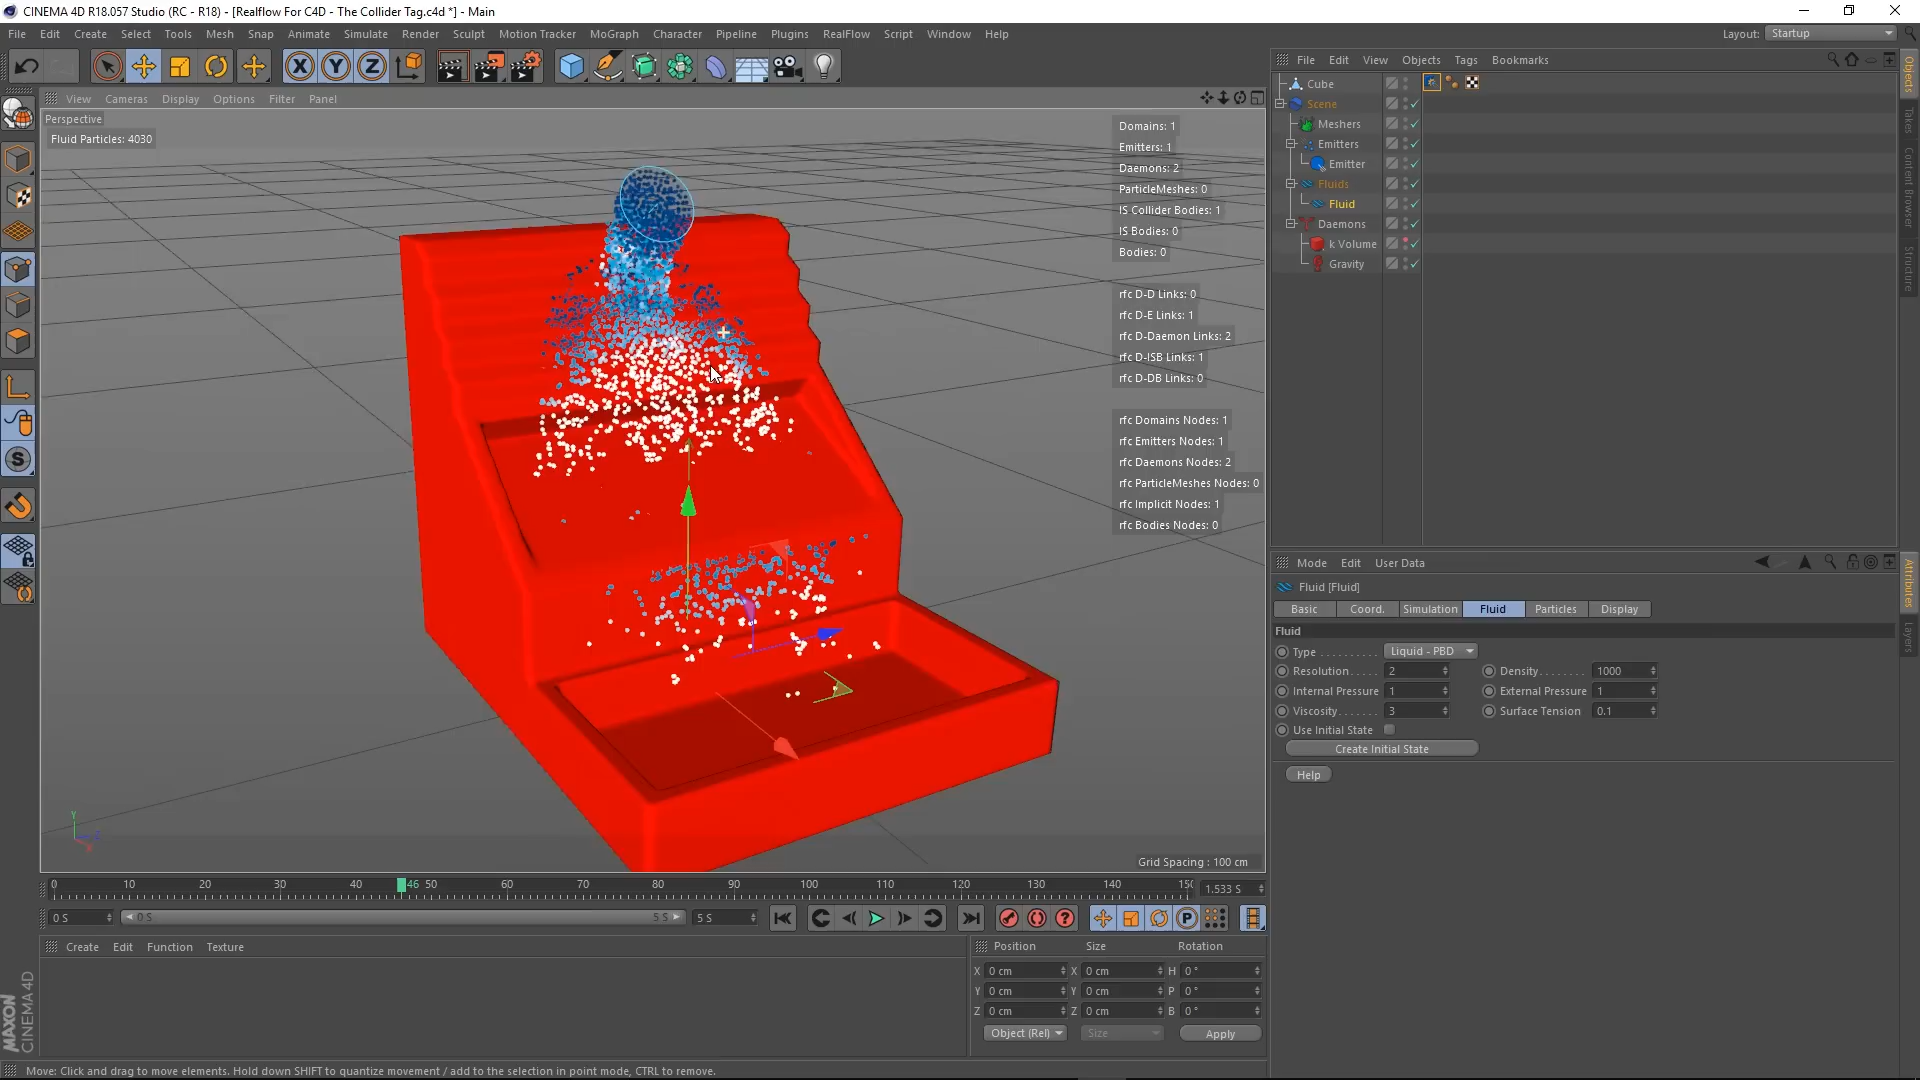 CINEMA 4D R18.057 Studio (RC - R18) - [Realflow For C4D - The Collider Tag.c4d *] - Main
File Edit Create Select Tools Mesh Snap Animate Simulate Render Sculpt Motion Tracker MoGraph Character Pipeline Plugins RealFlow Script Window Help
Layout: Startup
View Cameras Display Options Filter Panel
Perspective
Fluid Particles: 4030
Domains: 1
Emitters: 1
Daemons: 2
ParticleMeshes: 0
IS Collider Bodies: 1
IS Bodies: 0
Bodies: 0
rfc D-D Links: 0
rfc D-E Links: 1
rfc D-Daemon Links: 2
rfc D-ISB Links: 1
rfc D-DB Links: 0
rfc Domains Nodes: 1
rfc Emitters Nodes: 1
rfc Daemons Nodes: 2
rfc ParticleMeshes Nodes: 0
rfc Implicit Nodes: 1
rfc Bodies Nodes: 0
Y
Grid Spacing : 100 cm
File Edit View Objects Tags Bookmarks
Cube
Scene
Meshers
Emitters
Emitter
Fluids
Fluid
Daemons
k Volume
Gravity
Objects
Takes
Content Browser
Structure
Mode Edit User Data
Fluid [Fluid]
Basic Coord. Simulation Fluid Particles Display
Fluid
Type Liquid - PBD
Resolution 2 Density 1000
Internal Pressure 1 External Pressure 1
Viscosity 3 Surface Tension 0.1
Use Initial State
Create Initial State
Help
Attributes
Layers
0 10 20 30 40 46 50 60 70 80 90 100 110 120 130 140 15 1.533 S
0 S 0 S 5 S 5 S
Create Edit Function Texture
Position Size Rotation
X 0 cm X 0 cm H 0 °
Y 0 cm Y 0 cm P 0 °
Z 0 cm Z 0 cm B 0 °
Object (Rel) Size Apply
MAXON
CINEMA 4D
Move: Click and drag to move elements. Hold down SHIFT to quantize movement / add to the selection in point mode, CTRL to remove.